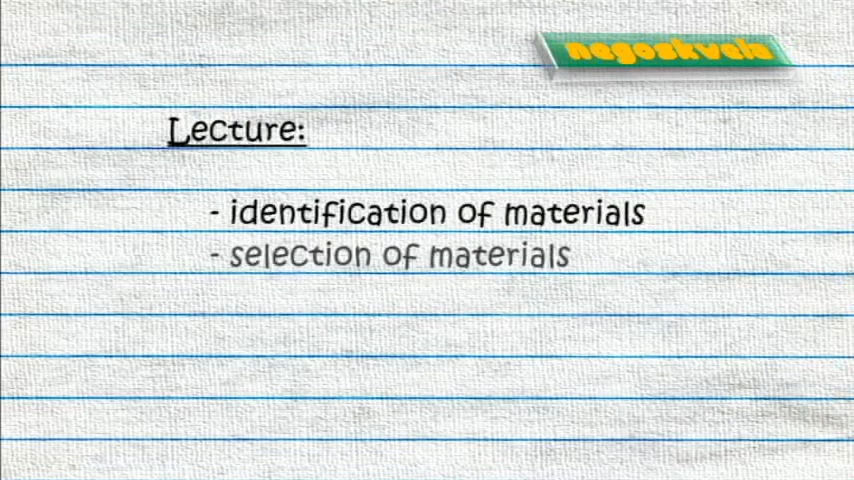 negoskvela
Lecture:
- identification of materials
- selection of materials